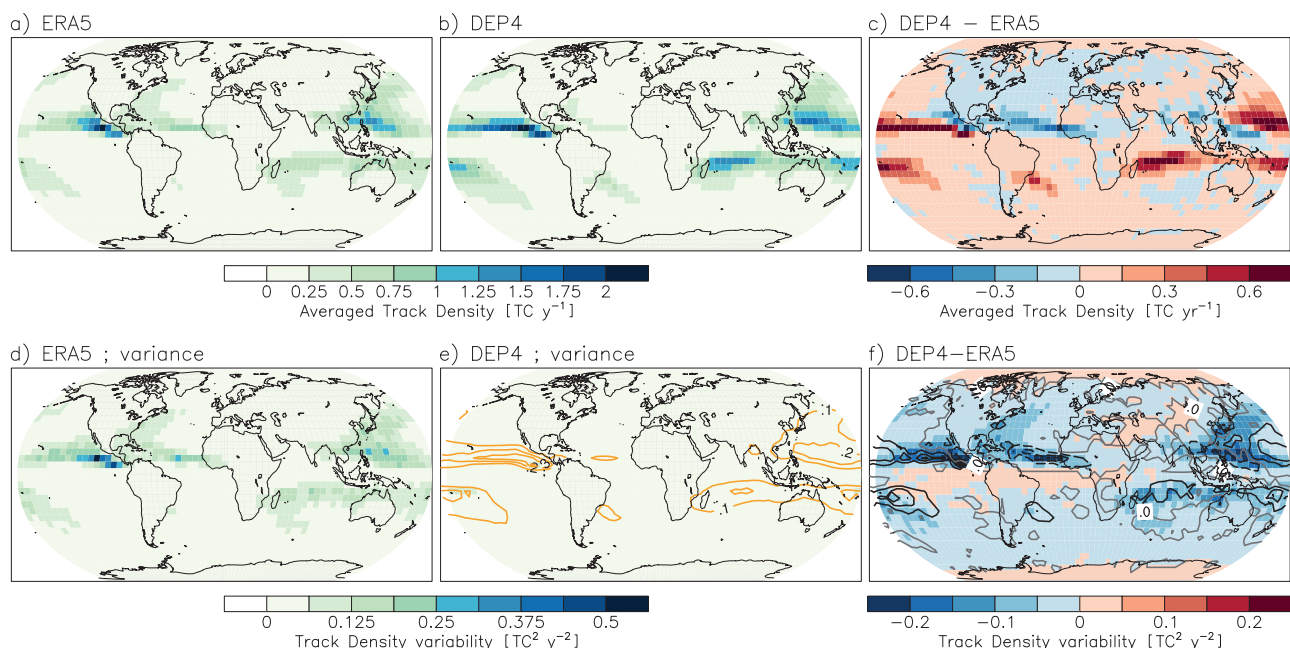 a) ERA5
b) DEP4
c) DEP4 − ERA5
0 0.25 0.5 0.75 1 1.25 1.5 1.75 2
Averaged Track Density [TC y⁻¹]
−0.6 −0.3 0 0.3 0.6
Averaged Track Density [TC yr⁻¹]
d) ERA5 ; variance
e) DEP4 ; variance
f) DEP4−ERA5
.1
.2
.2
.1
.1
.0
.0
.0
.0
0 0.125 0.25 0.375 0.5
Track Density variability [TC² y⁻²]
−0.2 −0.1 0 0.1 0.2
Track Density variability [TC² y⁻²]